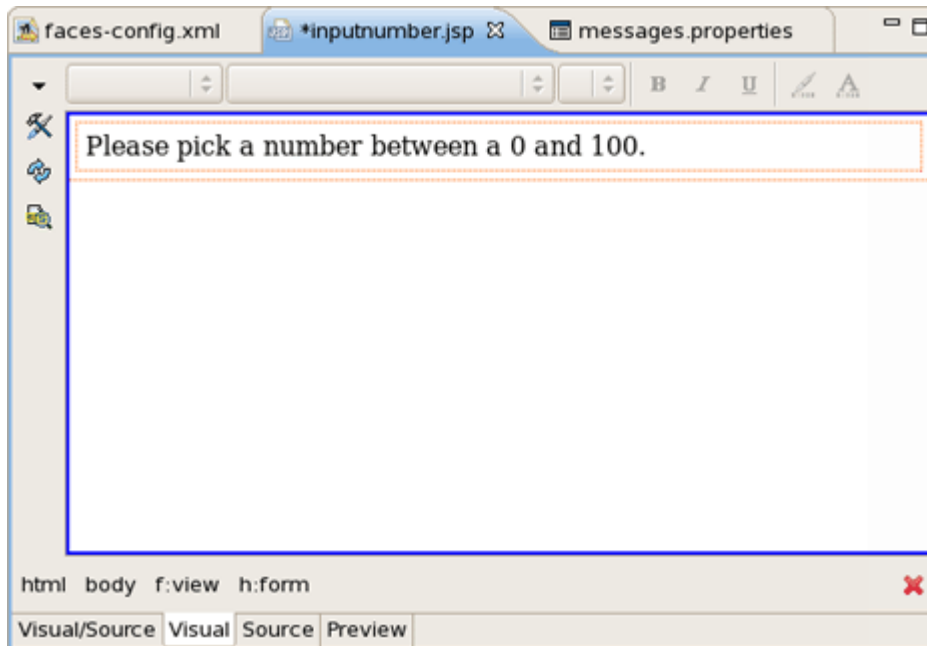 faces-config.xml *inputnumber.jsp messages.properties
B I U A
Please pick a number between a 0 and 100.
html body f:view h:form
Visual/Source Visual Source Preview